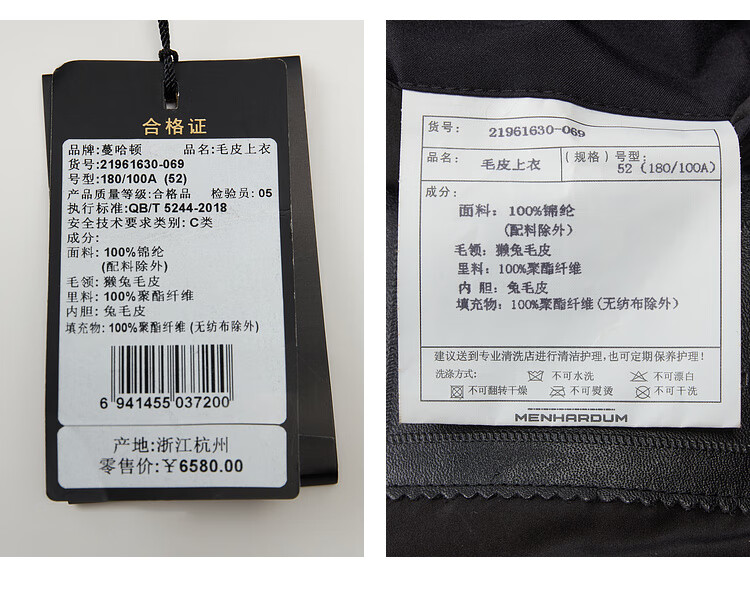 合格证
品牌:蔓哈顿 品名:毛皮上衣
货号:21961630-069
号型:180/100A (52)
产品质量等级:合格品 检验员:05
执行标准:QB/T 5244-2018
安全技术要求类别: C类
成分:
面料: 100%锦纶
(配料除外)
毛领: 獭兔毛皮
里料: 100%聚酯纤维
内胆: 兔毛皮
填充物: 100%聚酯纤维 (无纺布除外)
6 941455 037200
产地:浙江杭州
零售价:¥6580.00
货号: 21961630-069
品名: 毛皮上衣 (规格) 号型:
52 (180/100A)
成分:
面料: 100%锦纶
(配料除外)
毛领: 獭兔毛皮
里料: 100%聚酯纤维
内 胆: 兔毛皮
填充物: 100%聚酯纤维(无纺布除外)
建议送到专业清洗店进行清洁护理,也可定期保养护理!
洗涤方式: 不可水洗 不可漂白
不可翻转干燥 不可熨烫 不可干洗
MENHARDUM